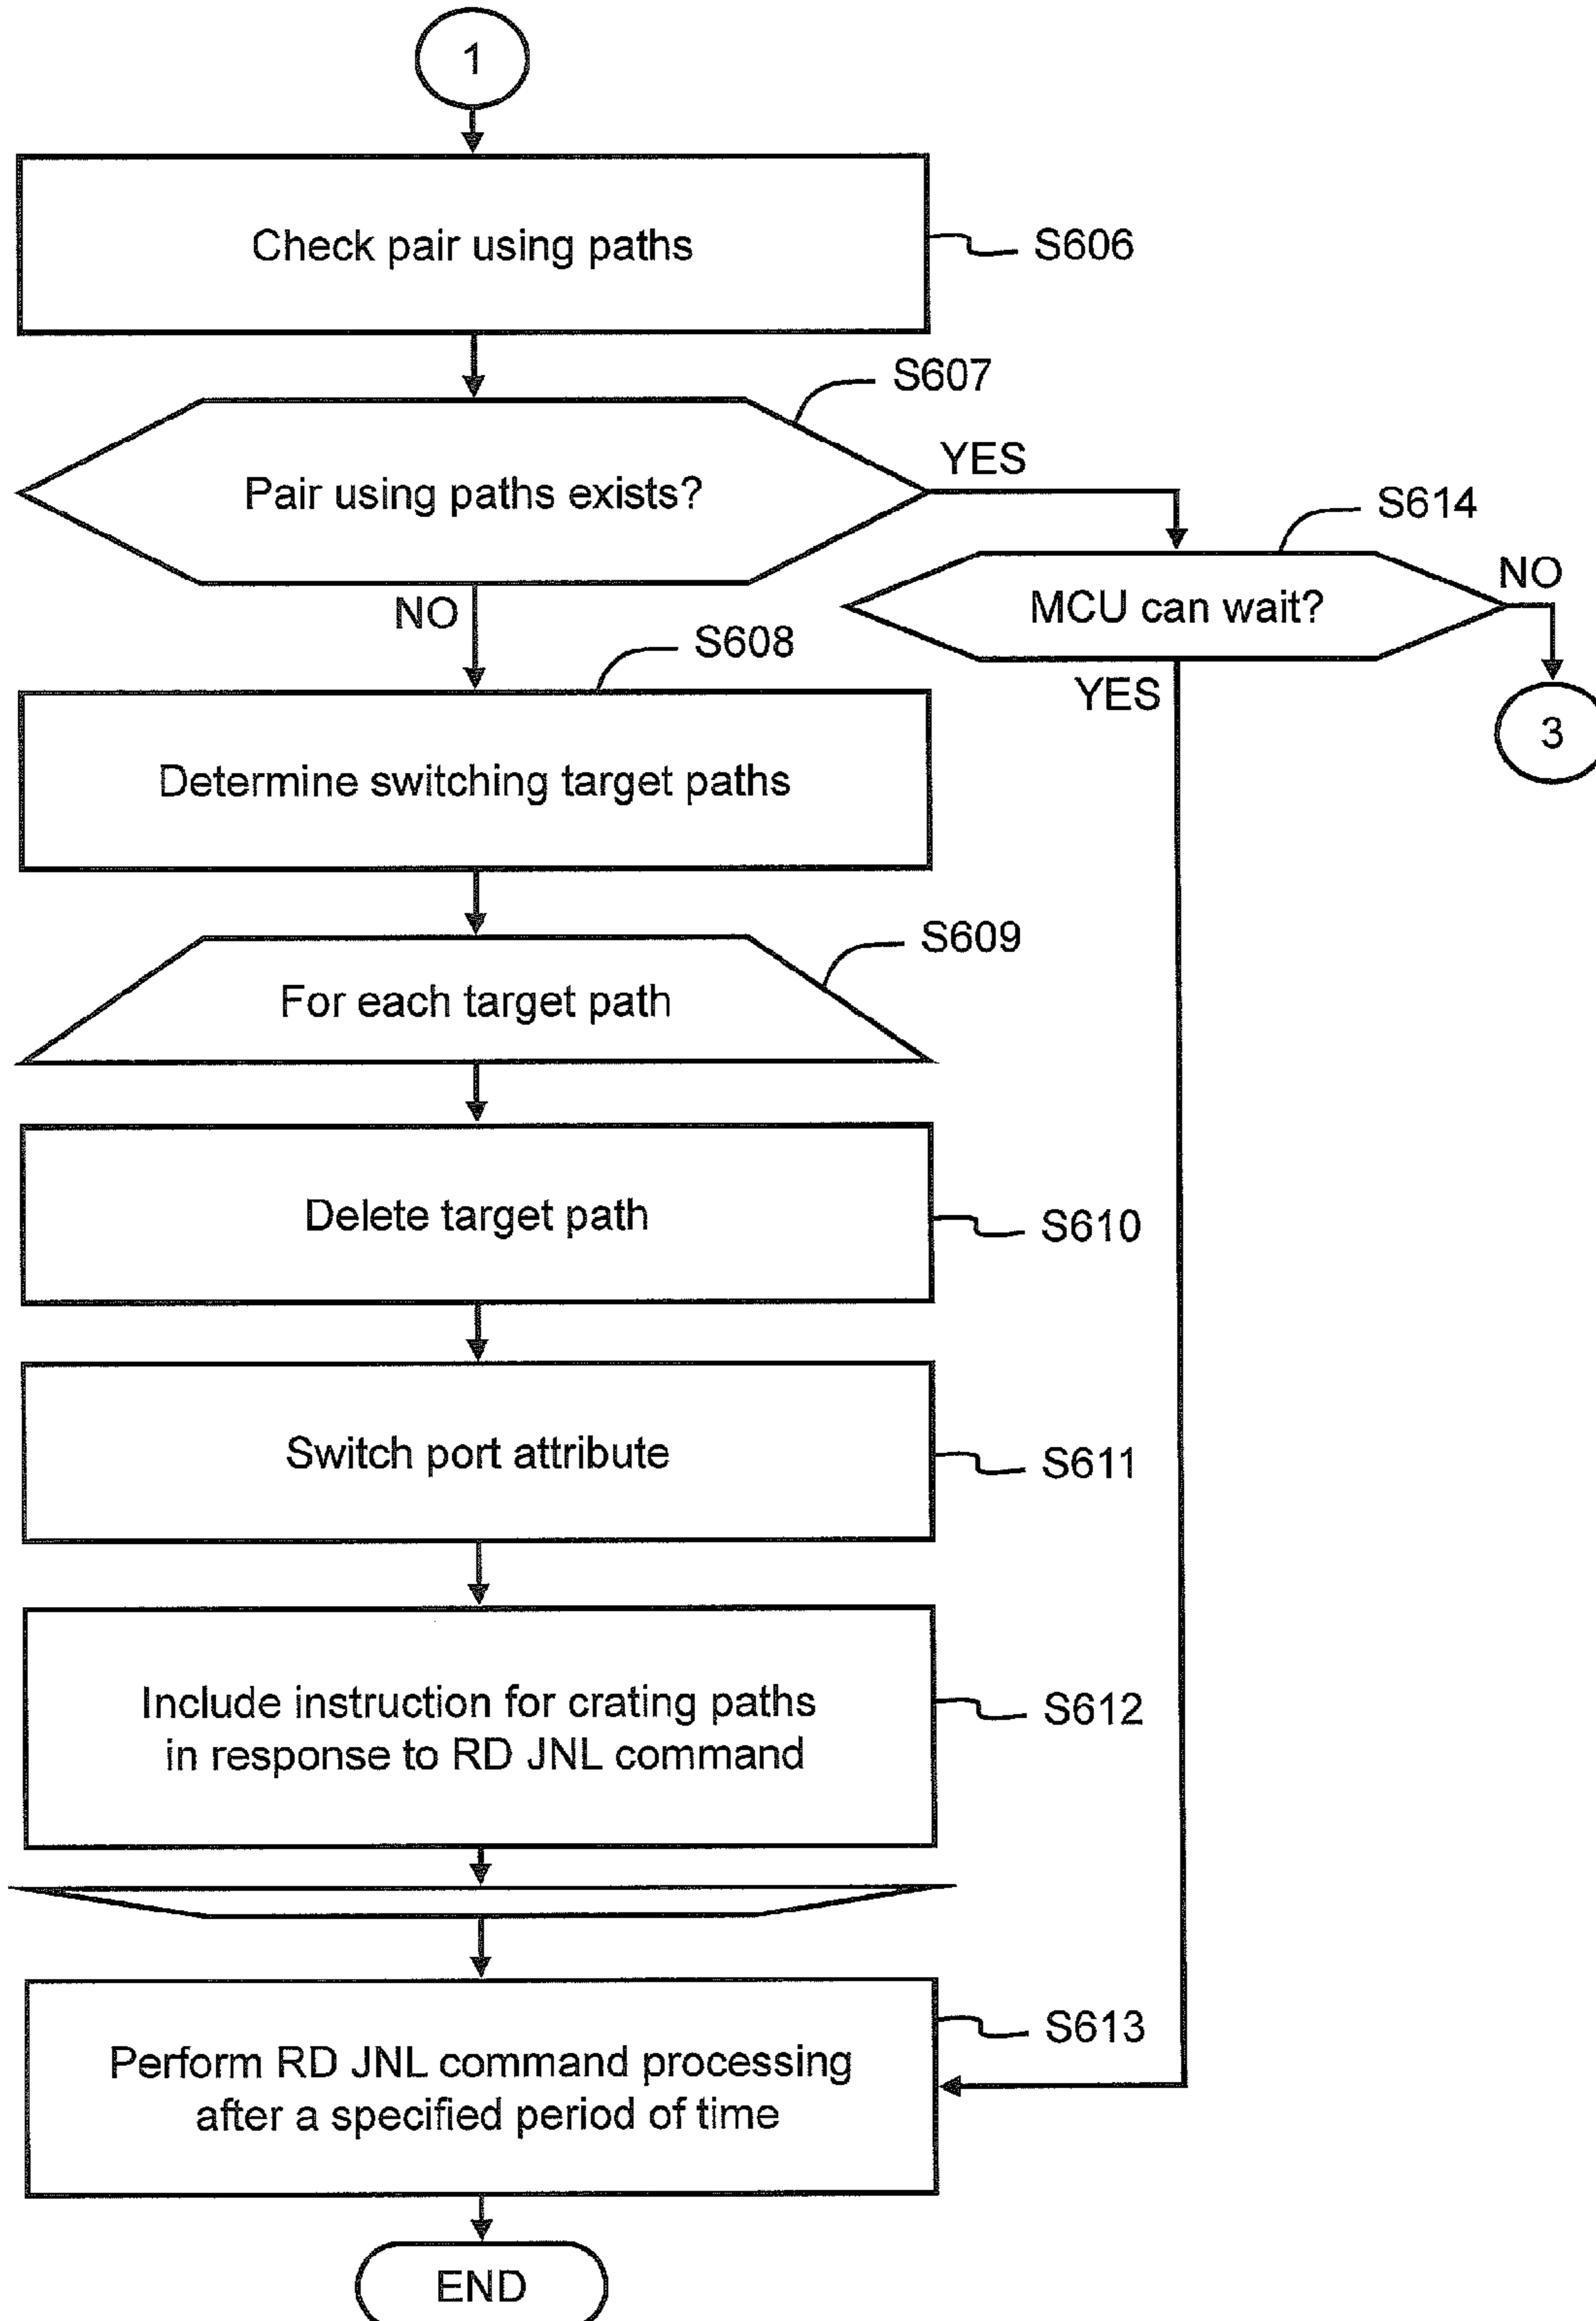 1
Check pair using paths
S606
S607
Pair using paths exists?
YES
S614
MCU can wait?
NO
3
YES
NO
S608
Determine switching target paths
S609
For each target path
Delete target path
S610
Switch port attribute
S611
Include instruction for crating paths
in response to RD JNL command
S612
Perform RD JNL command processing
after a specified period of time
S613
END